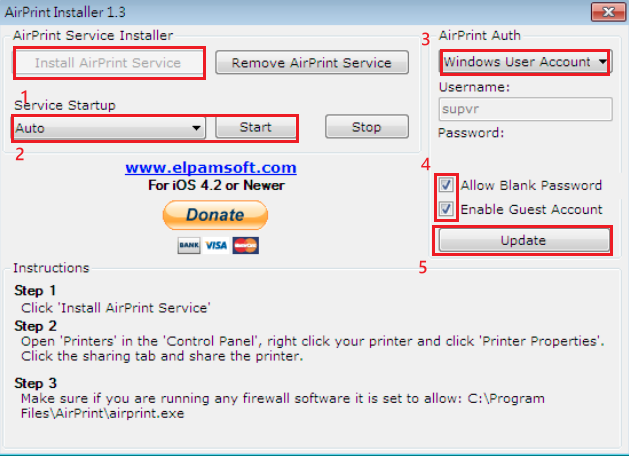 AirPrint Installer 1.3
AirPrint Service Installer
Install AirPrint Service
Remove AirPrint Service
1
Service Startup
Auto
Start
Stop
2
www.elpamsoft.com
For iOS 4.2 or Newer
Donate
BANK VISA MasterCard
3
AirPrint Auth
Windows User Account
Username:
supvr
Password:
4
Allow Blank Password
Enable Guest Account
Update
5
Instructions
Step 1
Click 'Install AirPrint Service'
Step 2
Open 'Printers' in the 'Control Panel', right click your printer and click 'Printer Properties'.
Click the sharing tab and share the printer.
Step 3
Make sure if you are running any firewall software it is set to allow: C:\Program
Files\AirPrint\airprint.exe